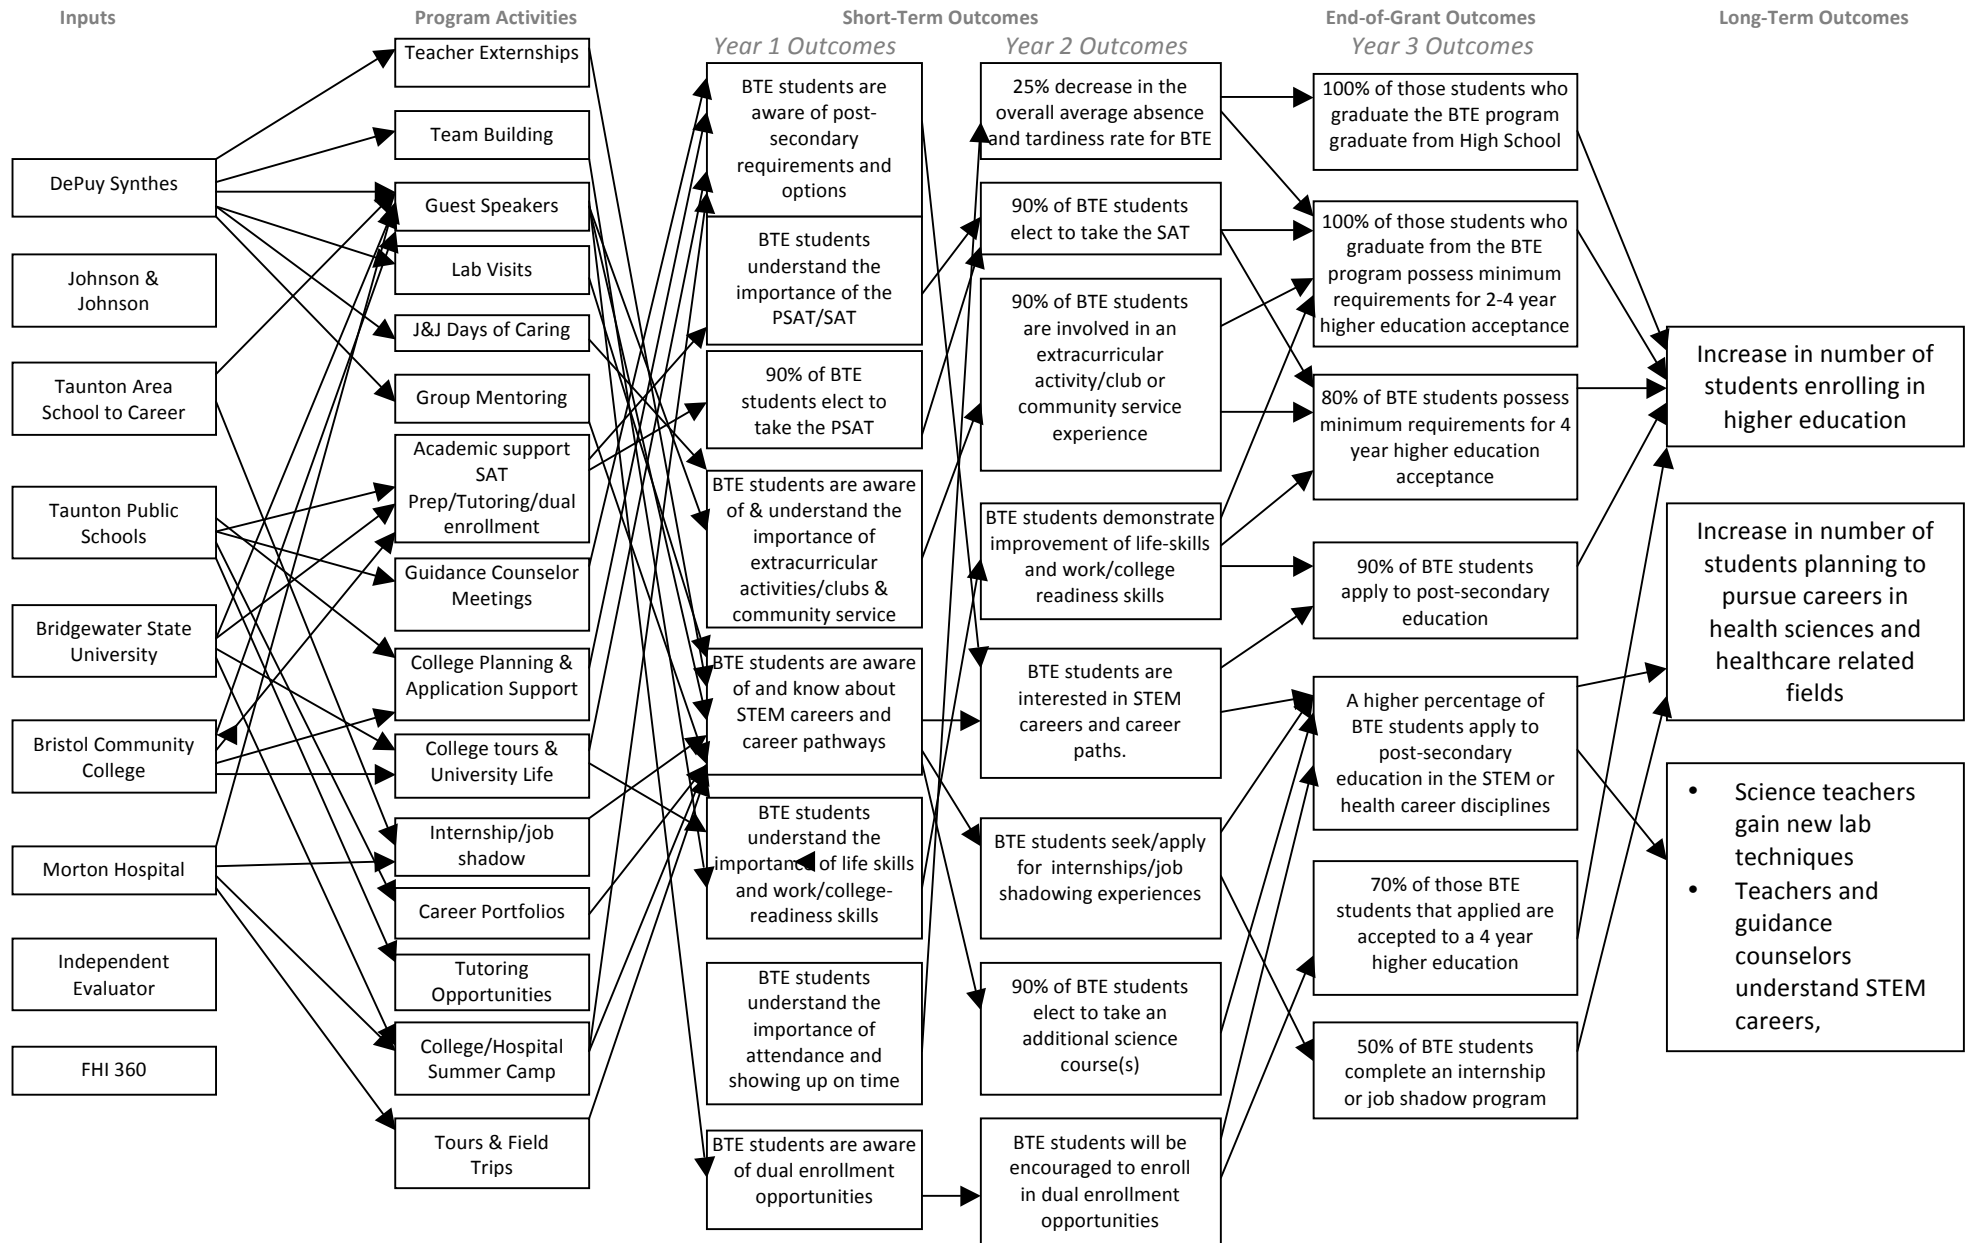 Inputs
Program Activities
Short-Term Outcomes
End-of-Grant Outcomes
Long-Term Outcomes
Year 1 Outcomes
Year 2 Outcomes
Year 3 Outcomes
DePuy Synthes
Johnson &
Johnson
Taunton Area
School to Career
Taunton Public
Schools
Bridgewater State
University
Bristol Community
College
Morton Hospital
Independent
Evaluator
FHI 360
Teacher Externships
Team Building
Guest Speakers
Lab Visits
J&J Days of Caring
Group Mentoring
Academic support
SAT
Prep/Tutoring/dual
enrollment
Guidance Counselor
Meetings
College Planning &
Application Support
College tours &
University Life
Internship/job
shadow
Career Portfolios
Tutoring
Opportunities
College/Hospital
Summer Camp
Tours & Field
Trips
BTE students are
aware of post-
secondary
requirements and
options
BTE students
understand the
importance of the
PSAT/SAT
90% of BTE
students elect to
take the PSAT
BTE students are aware
of & understand the
importance of
extracurricular
activities/clubs &
community service
BTE students are aware
of and know about
STEM careers and
career pathways
BTE students
understand the
importance of life skills
and work/college-
readiness skills
BTE students
understand the
importance of
attendance and
showing up on time
BTE students are aware
of dual enrollment
opportunities
25% decrease in the
overall average absence
and tardiness rate for BTE
90% of BTE students
elect to take the SAT
90% of BTE students
are involved in an
extracurricular
activity/club or
community service
experience
BTE students demonstrate
improvement of life-skills
and work/college
readiness skills
BTE students are
interested in STEM
careers and career
paths.
BTE students seek/apply
for internships/job
shadowing experiences
90% of BTE students
elect to take an
additional science
course(s)
BTE students will be
encouraged to enroll
in dual enrollment
opportunities
100% of those students who
graduate the BTE program
graduate from High School
100% of those students who
graduate from the BTE
program possess minimum
requirements for 2-4 year
higher education acceptance
80% of BTE students possess
minimum requirements for 4
year higher education
acceptance
90% of BTE students
apply to post-secondary
education
A higher percentage of
BTE students apply to
post-secondary
education in the STEM or
health career disciplines
70% of those BTE
students that applied are
accepted to a 4 year
higher education
50% of BTE students
complete an internship
or job shadow program
Increase in number of
students enrolling in
higher education
Increase in number of
students planning to
pursue careers in
health sciences and
healthcare related
fields
• Science teachers
gain new lab
techniques
• Teachers and
guidance
counselors
understand STEM
careers,